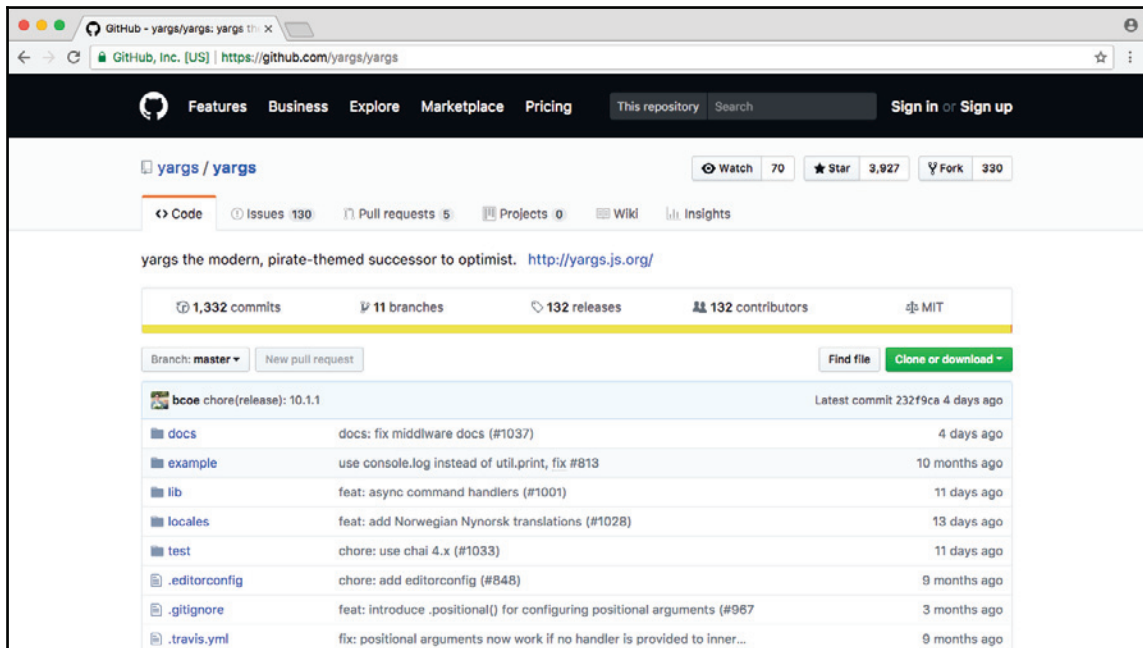 GitHub - yargs/yargs: yargs th
GitHub, Inc. [US] | https://github.com/yargs/yargs
Features Business Explore Marketplace Pricing This repository Search Sign in or Sign up
yargs / yargs Watch 70 Star 3,927 Fork 330
<> Code Issues 130 Pull requests 5 Projects 0 Wiki Insights
yargs the modern, pirate-themed successor to optimist. http://yargs.js.org/
1,332 commits 11 branches 132 releases 132 contributors MIT
Branch: master New pull request Find file Clone or download
bcoe chore(release): 10.1.1 Latest commit 232f9ca 4 days ago
docs docs: fix middlware docs (#1037) 4 days ago
example use console.log instead of util.print, fix #813 10 months ago
lib feat: async command handlers (#1001) 11 days ago
locales feat: add Norwegian Nynorsk translations (#1028) 13 days ago
test chore: use chai 4.x (#1033) 11 days ago
.editorconfig chore: add editorconfig (#848) 9 months ago
.gitignore feat: introduce .positional() for configuring positional arguments (#967 3 months ago
.travis.yml fix: positional arguments now work if no handler is provided to inner... 9 months ago